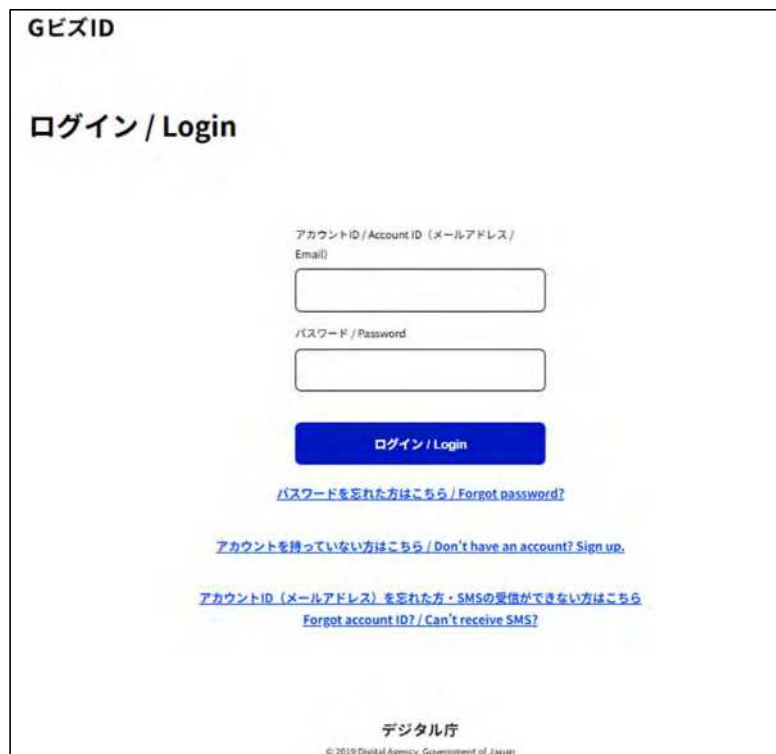 GビズID
ログイン / Login
アカウントID / Account ID（メールアドレス /
Email）
パスワード / Password
ログイン / Login
パスワードを忘れた方はこちら / Forgot password?
アカウントを持っていない方はこちら / Don't have an account? Sign up.
アカウントID（メールアドレス）を忘れた方・SMSの受信ができない方はこちら
Forgot account ID? / Can't receive SMS?
デジタル庁
© 2019 Digital Agency, Government of Japan